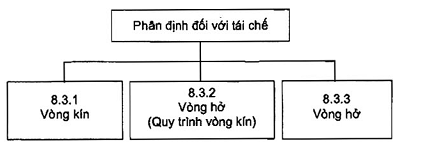 Phân định đối với tái chế
8.3.1
Vòng kín
8.3.2
Vòng hở
(Quy trình vòng kín)
8.3.3
Vòng hở